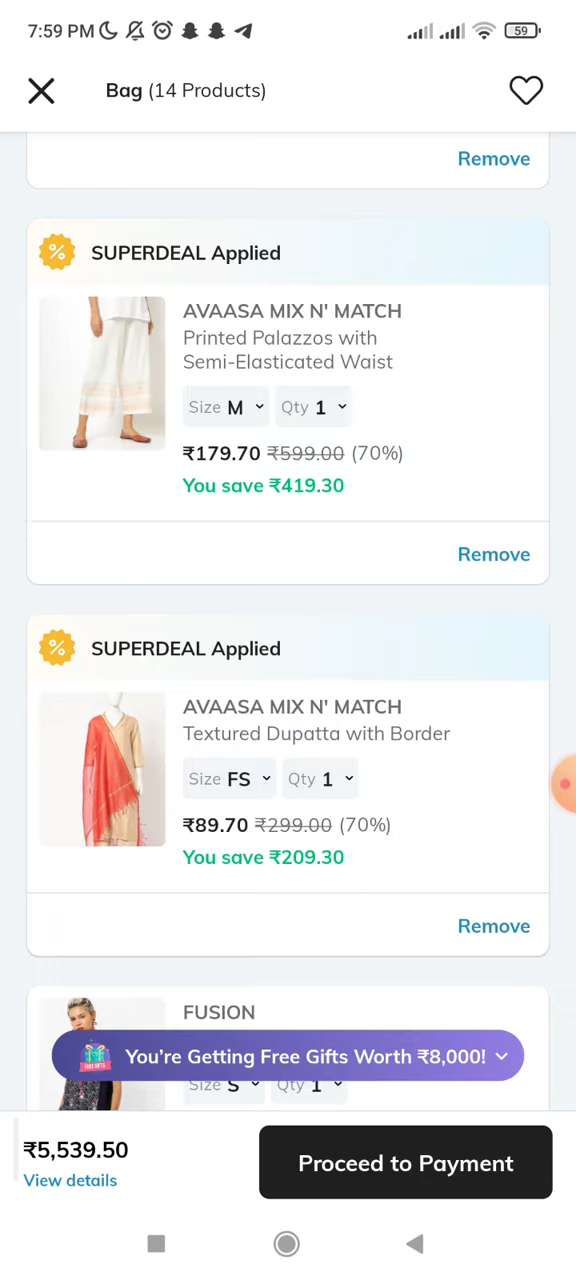 7:59 PM
59
Bag (14 Products)
Remove
SUPERDEAL Applied
AVAASA MIX N' MATCH
Printed Palazzos with
Semi-Elasticated Waist
Size M Qty 1
₹179.70 ₹599.00 (70%)
You save ₹419.30
Remove
SUPERDEAL Applied
AVAASA MIX N' MATCH
Textured Dupatta with Border
Size FS Qty 1
₹89.70 ₹299.00 (70%)
You save ₹209.30
Remove
FUSION
FREE GIFTS
You're Getting Free Gifts Worth ₹8,000!
Size S Qty 1
₹5,539.50
View details
Proceed to Payment